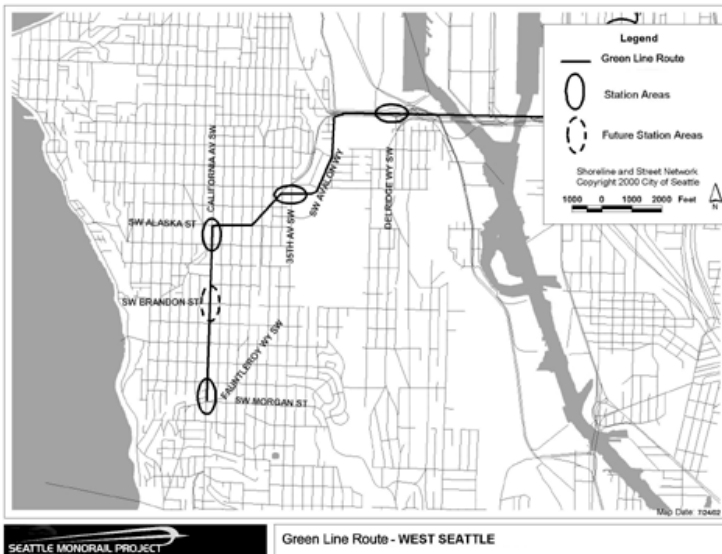 Legend
Green Line Route
Station Areas
Future Station Areas
Shoreline and Street Network
Copyright 2000 City of Seattle
1000 0 1000 2000 Feet
N
CALIFORNIA AV SW
SW AVALON WY
DELRIDGE WY SW
35TH AV SW
SW ALASKA ST
SW BRANDON ST
FAUNTLEROY WY SW
SW MORGAN ST
Map Date:
SEATTLE MONORAIL PROJECT
Green Line Route - WEST SEATTLE